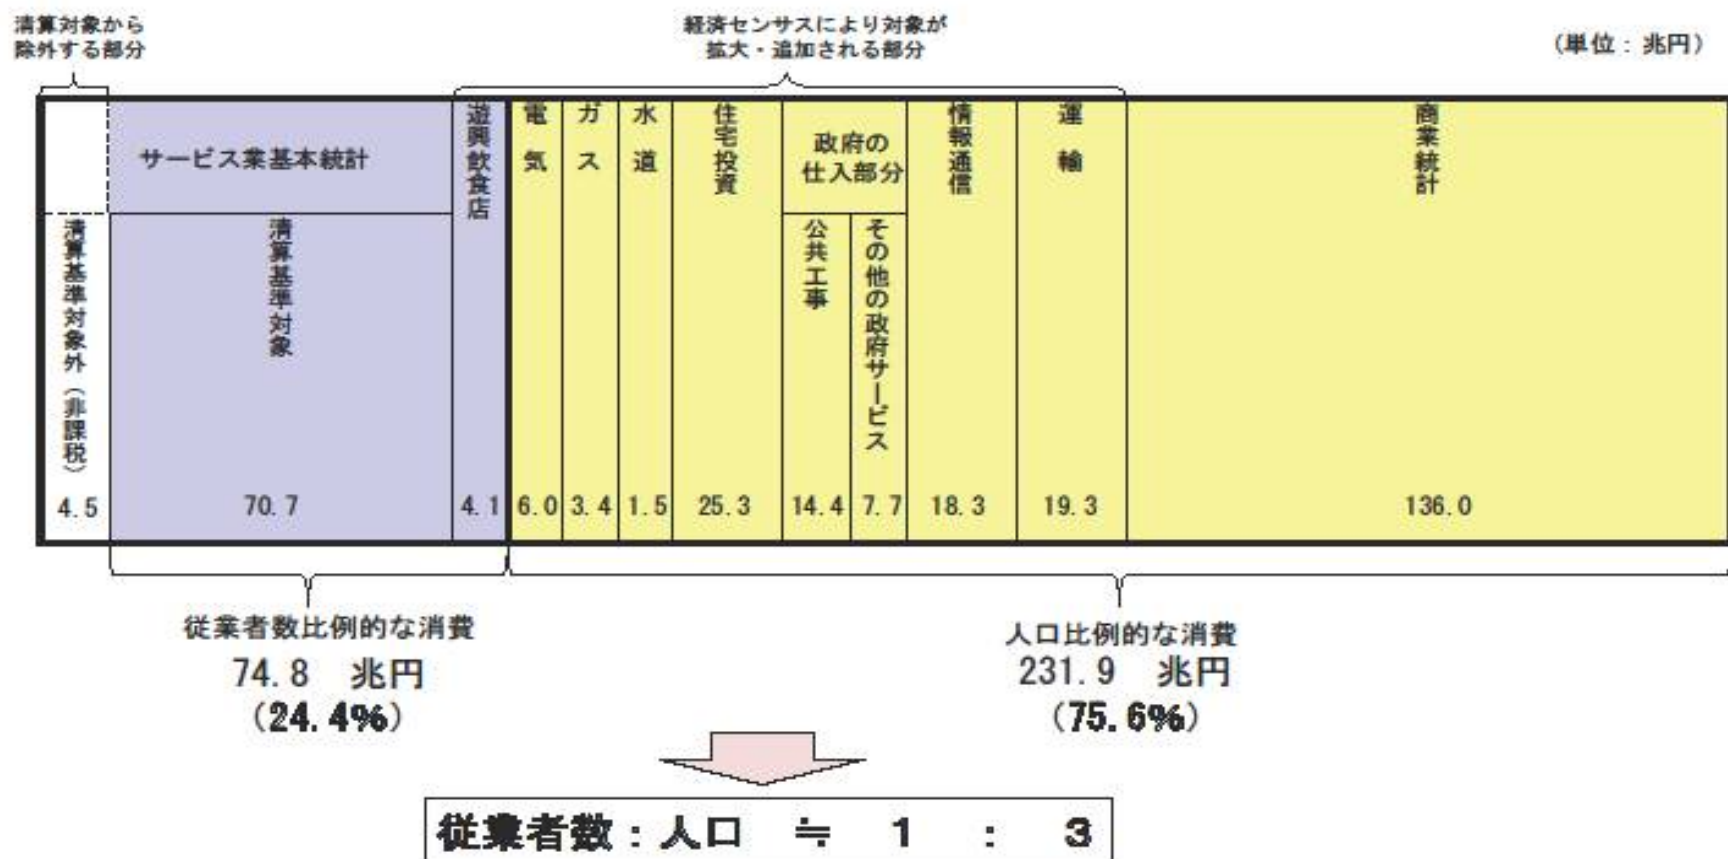 清算対象から
除外する部分
経済センサスにより対象が
拡大・追加される部分
(単位:兆円)
サービス業基本統計
遊興飲食店
電気
ガス
水道
住宅投資
政府の
仕入部分
情報通信
運輸
商業統計
清算基準対象外(非課税)
清算基準対象
公共工事
その他の政府サービス
4.5
70.7
4.1
6.0
3.4
1.5
25.3
14.4
7.7
18.3
19.3
136.0
従業者数比例的な消費
74.8 兆円
(24.4%)
人口比例的な消費
231.9 兆円
(75.6%)
従業者数:人口 ≒ 1 : 3